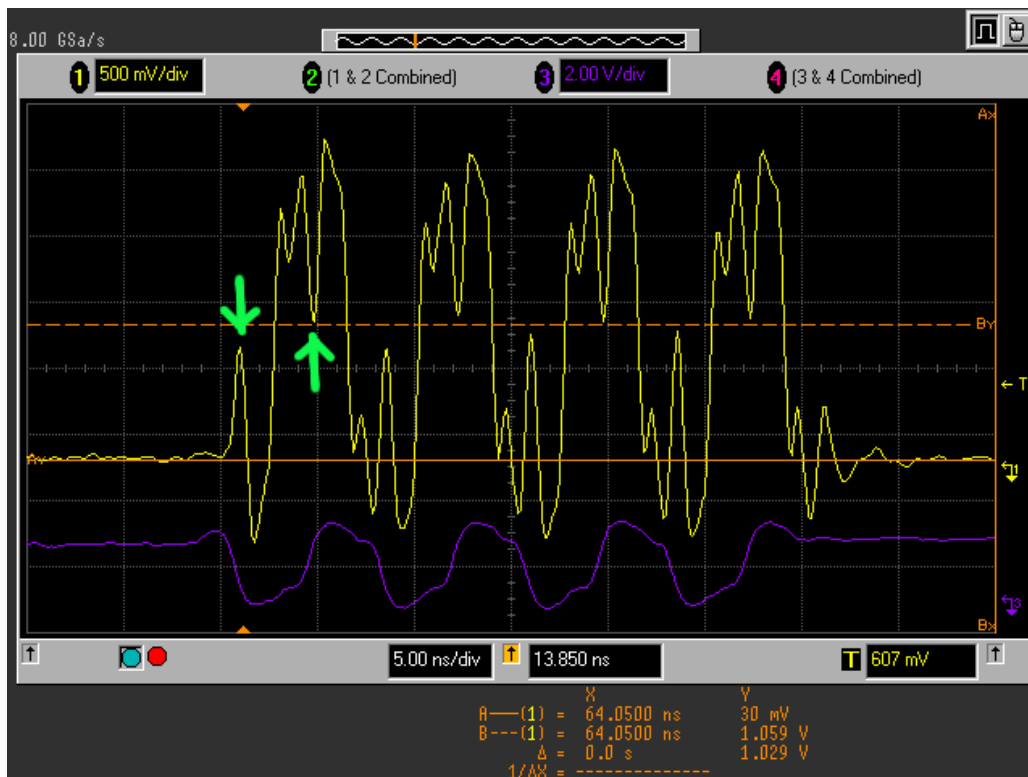 8.00 GSa/s
1 500 mV/div 2 (1 & 2 Combined) 3 2.00 V/div 4 (3 & 4 Combined)
Ax
By
T
Ay
1
3
Bx
5.00 ns/div 13.850 ns T 607 mV
X Y
A——(1) = 64.0500 ns 30 mV
B---(1) = 64.0500 ns 1.059 V
Δ = 0.0 s 1.029 V
1/ΔX = --------------